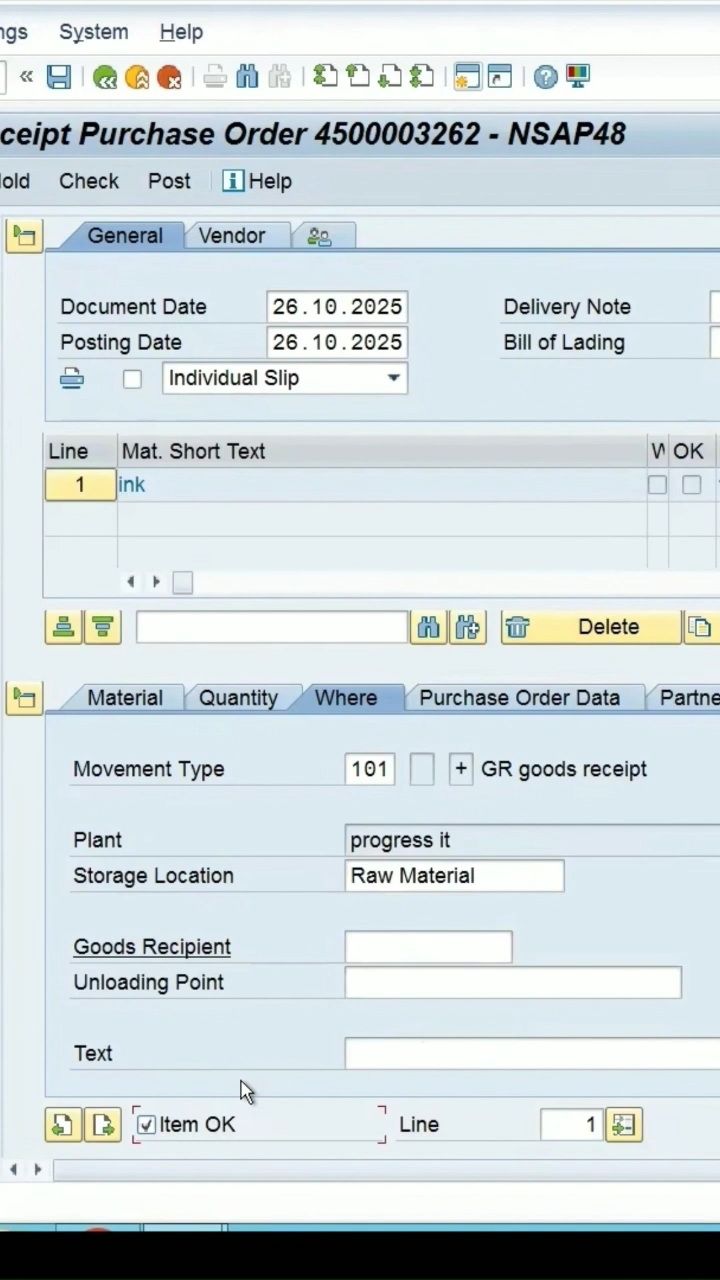 ngs System Help
«
ceipt Purchase Order 4500003262 - NSAP48
old Check Post Help
General Vendor
Document Date 26.10.2025 Delivery Note
Posting Date 26.10.2025 Bill of Lading
Individual Slip
Line Mat. Short Text W OK
1 ink
Delete
Material Quantity Where Purchase Order Data Partne
Movement Type 101 + GR goods receipt
Plant progress it
Storage Location Raw Material
Goods Recipient
Unloading Point
Text
Item OK Line 1